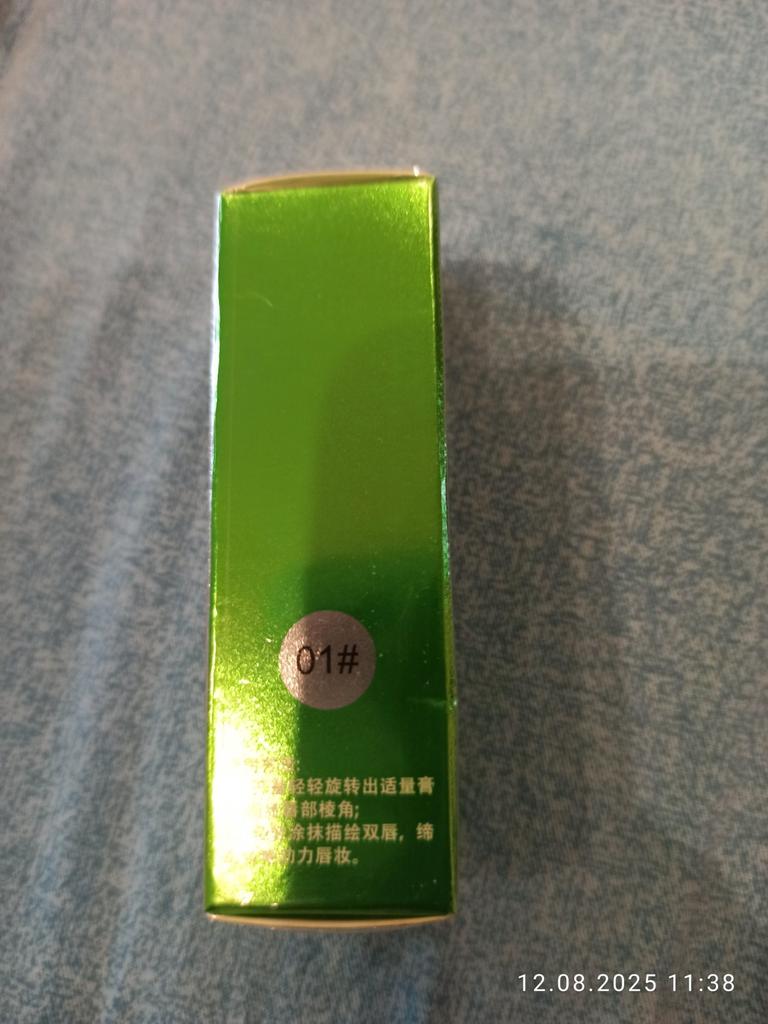 01#
轻轻旋转出适量膏
部棱角;
涂抹描绘双唇，缔
动力唇妆。
12.08.2025 11:38